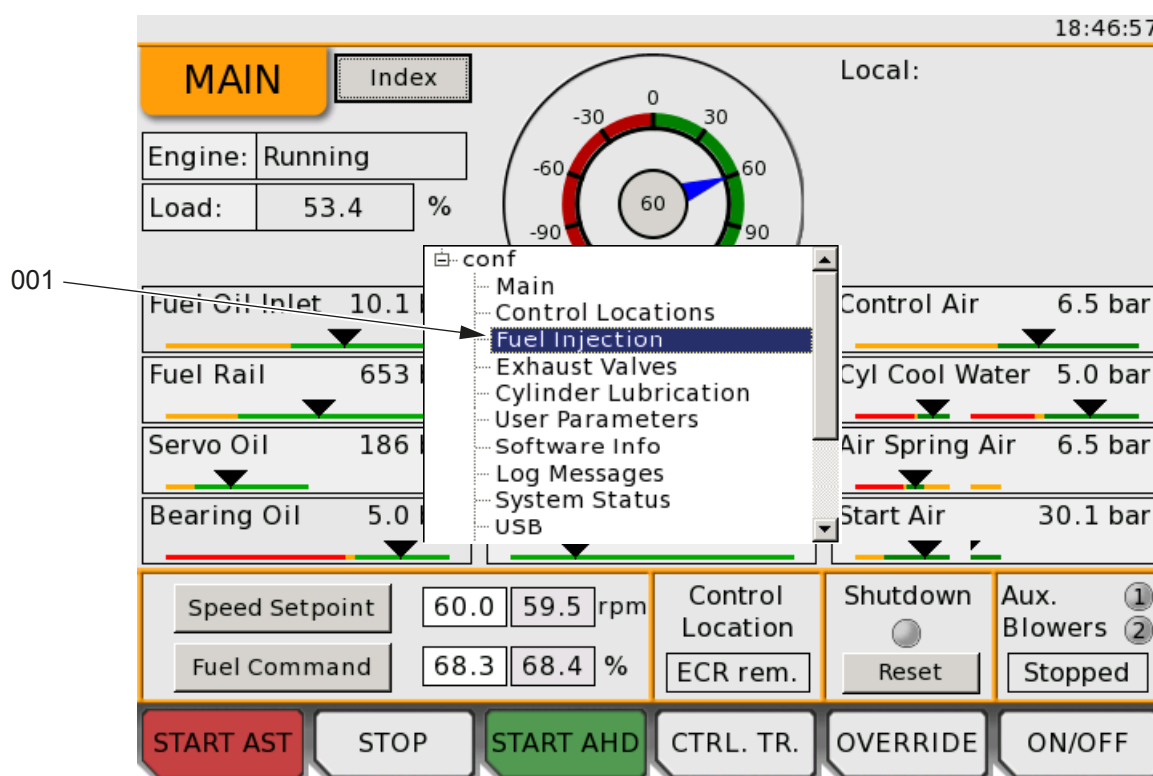 18:46:57
MAIN
Index
Local:
Engine: Running
Load: 53.4 %
0
-30 30
-60 60
60
-90 90
001
conf
Main
Control Locations
Fuel Injection
Exhaust Valves
Cylinder Lubrication
User Parameters
Software Info
Log Messages
System Status
USB
Fuel Oil Inlet 10.1
Fuel Rail 653
Servo Oil 186
Bearing Oil 5.0
Control Air 6.5 bar
Cyl Cool Water 5.0 bar
Air Spring Air 6.5 bar
Start Air 30.1 bar
Speed Setpoint 60.0 59.5 rpm
Fuel Command 68.3 68.4 %
Control
Location
ECR rem.
Shutdown
Reset
Aux. 1
Blowers 2
Stopped
START AST
STOP
START AHD
CTRL. TR.
OVERRIDE
ON/OFF